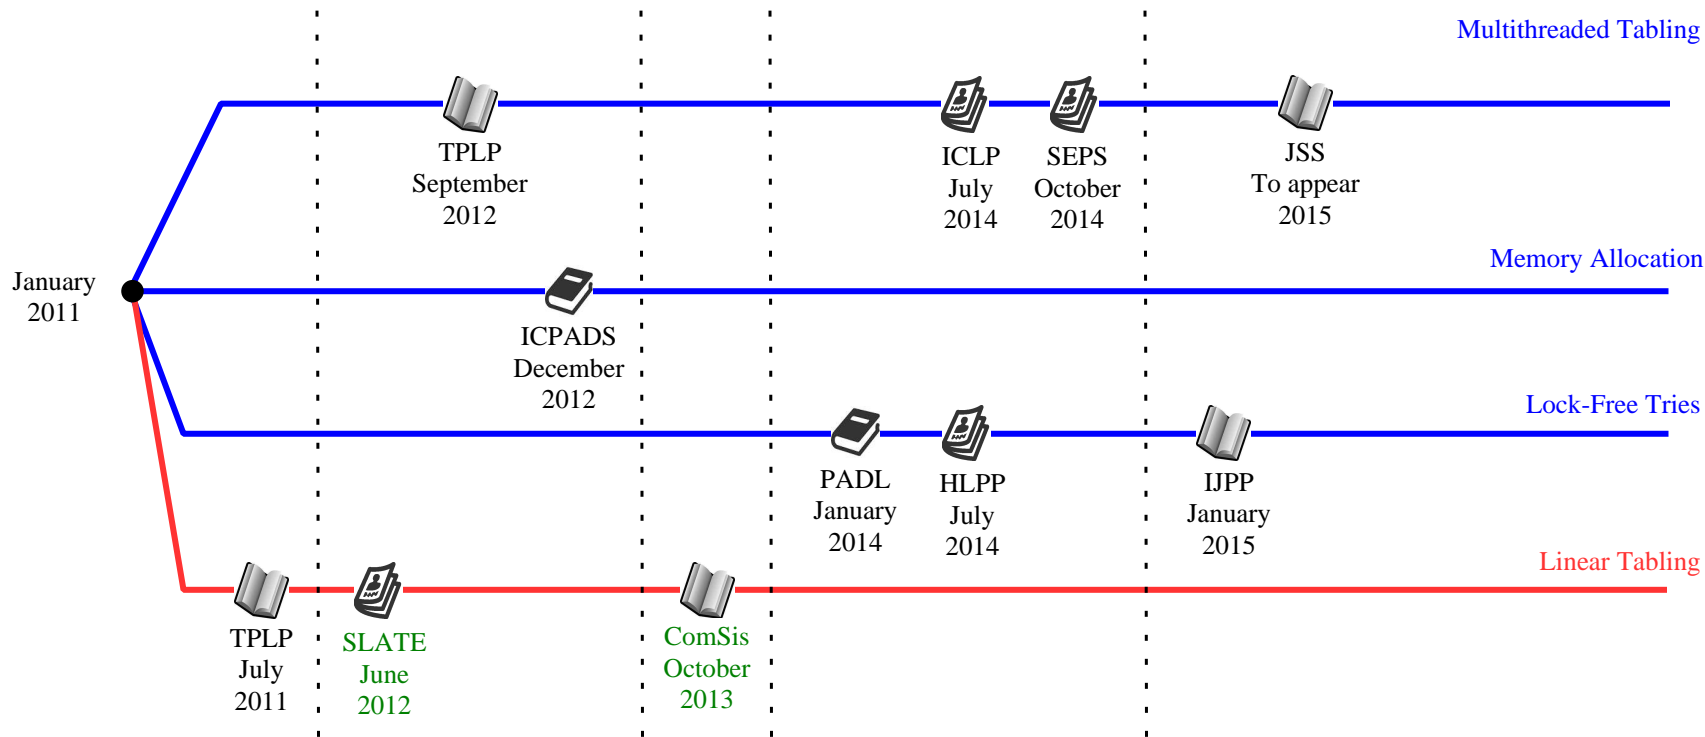 Multithreaded Tabling
TPLP
September
2012
ICLP
July
2014
SEPS
October
2014
JSS
To appear
2015
January
2011
Memory Allocation
ICPADS
December
2012
Lock-Free Tries
PADL
January
2014
HLPP
July
2014
IJPP
January
2015
Linear Tabling
TPLP
July
2011
SLATE
June
2012
ComSis
October
2013